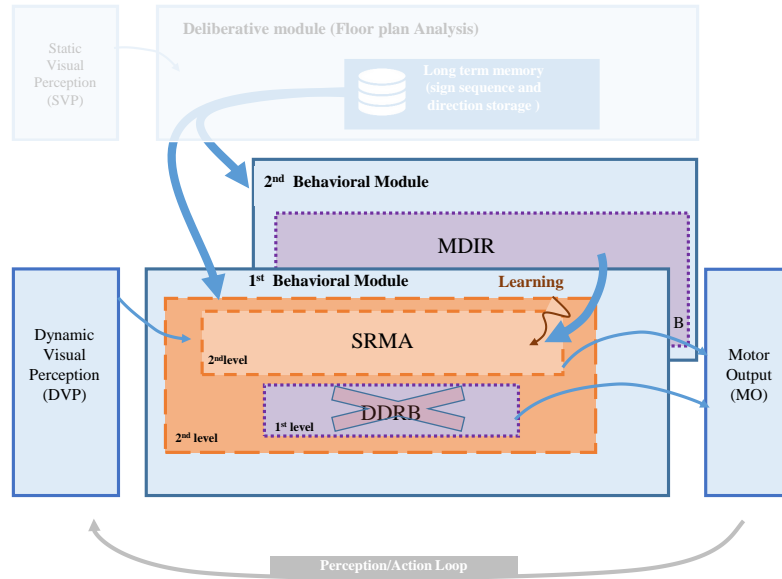 Deliberative module (Floor plan Analysis)
Static
Visual
Perception
(SVP)
Long term memory
(sign sequence and
direction storage )
2nd Behavioral Module
MDIR
1st Behavioral Module
Learning
B
SRMA
2nd level
Dynamic
Visual
Perception
(DVP)
Motor
Output
(MO)
DDRB
1st level
2nd level
Perception/Action Loop